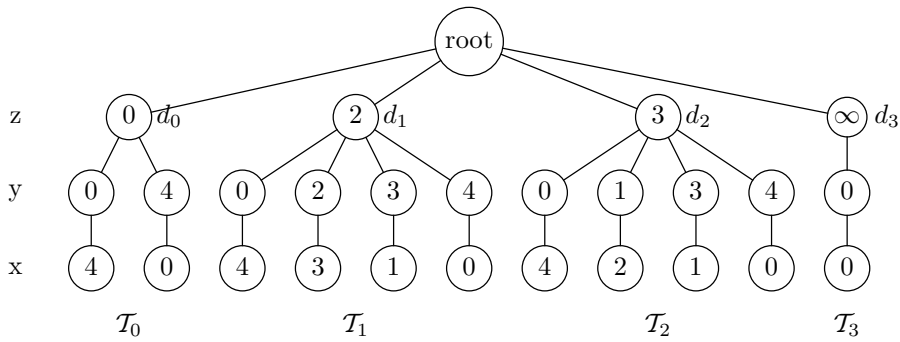 root
z 0 d₀ 2 d₁ 3 d₂ ∞ d₃
y 0 4 0 2 3 4 0 1 3 4 0
x 4 0 4 3 1 0 4 2 1 0 0
𝒯₀ 𝒯₁ 𝒯₂ 𝒯₃